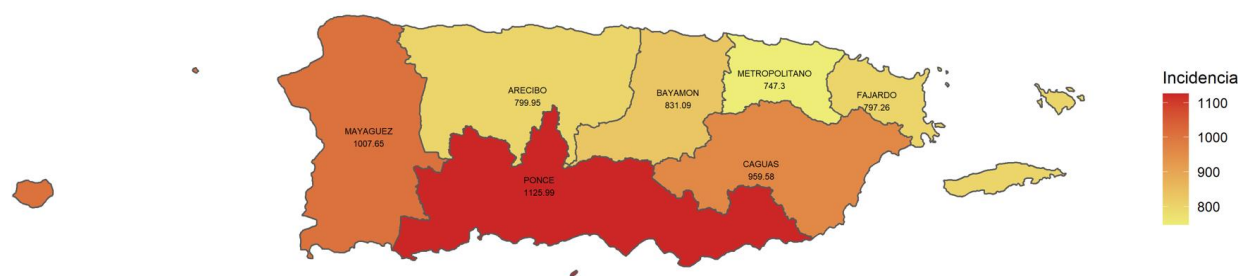 METROPOLITANO
747.3
ARECIBO
799.95
BAYAMON
831.09
FAJARDO
797.26
MAYAGUEZ
1007.65
CAGUAS
959.58
PONCE
1125.99
Incidencia
1100
1000
900
800